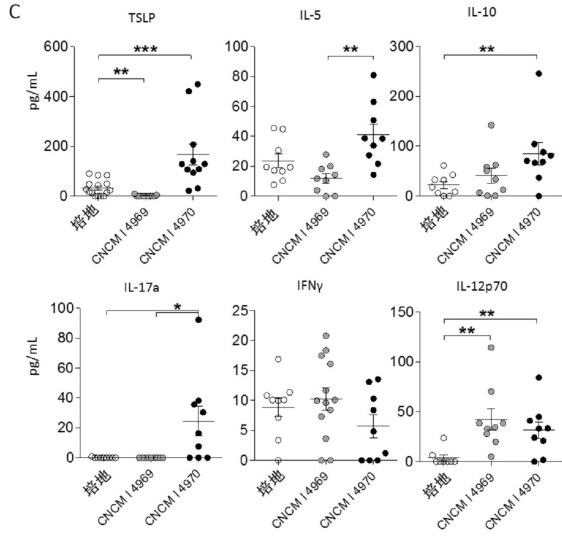 C
TSLP
IL-5
IL-10
pg/mL
600
400
200
0
***
**
培地
CNCM I 4969
CNCM I 4970
100
80
60
40
20
0
**
培地
CNCM I 4969
CNCM I 4970
300
200
100
0
**
培地
CNCM I 4969
CNCM I 4970
IL-17a
IFNγ
IL-12p70
pg/mL
100
80
60
40
20
0
*
培地
CNCM I 4969
CNCM I 4970
25
20
15
10
5
0
培地
CNCM I 4969
CNCM I 4970
150
100
50
0
**
**
培地
CNCM I 4969
CNCM I 4970